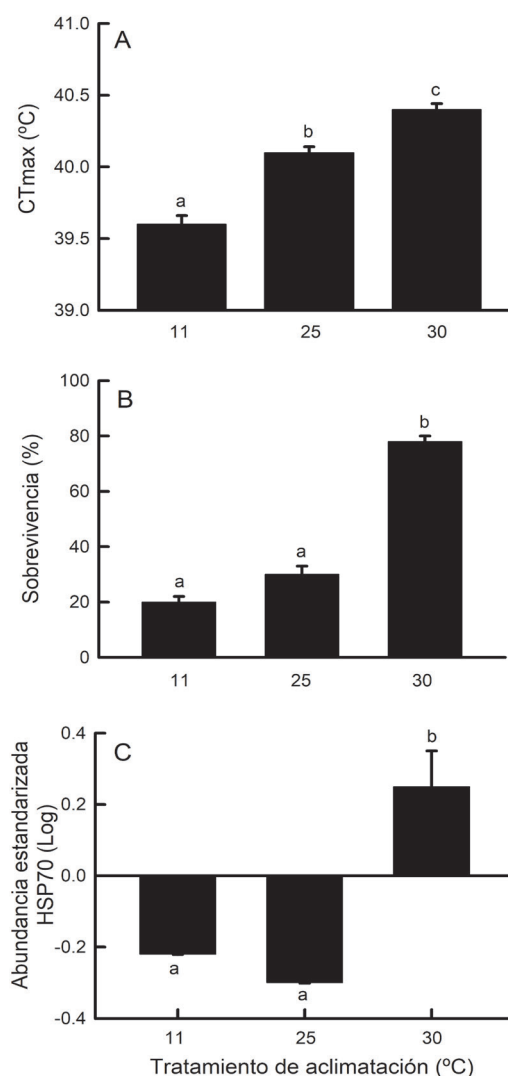 A
41.0
40.5
40.0
39.5
39.0
CTmax (ºC)
a
b
c
11
25
30
B
100
80
60
40
20
0
Sobrevivencia (%)
a
a
b
11
25
30
C
0.4
0.2
0.0
-0.2
-0.4
Abundancia estandarizada
HSP70 (Log)
a
a
b
11
25
30
Tratamiento de aclimatación (ºC)